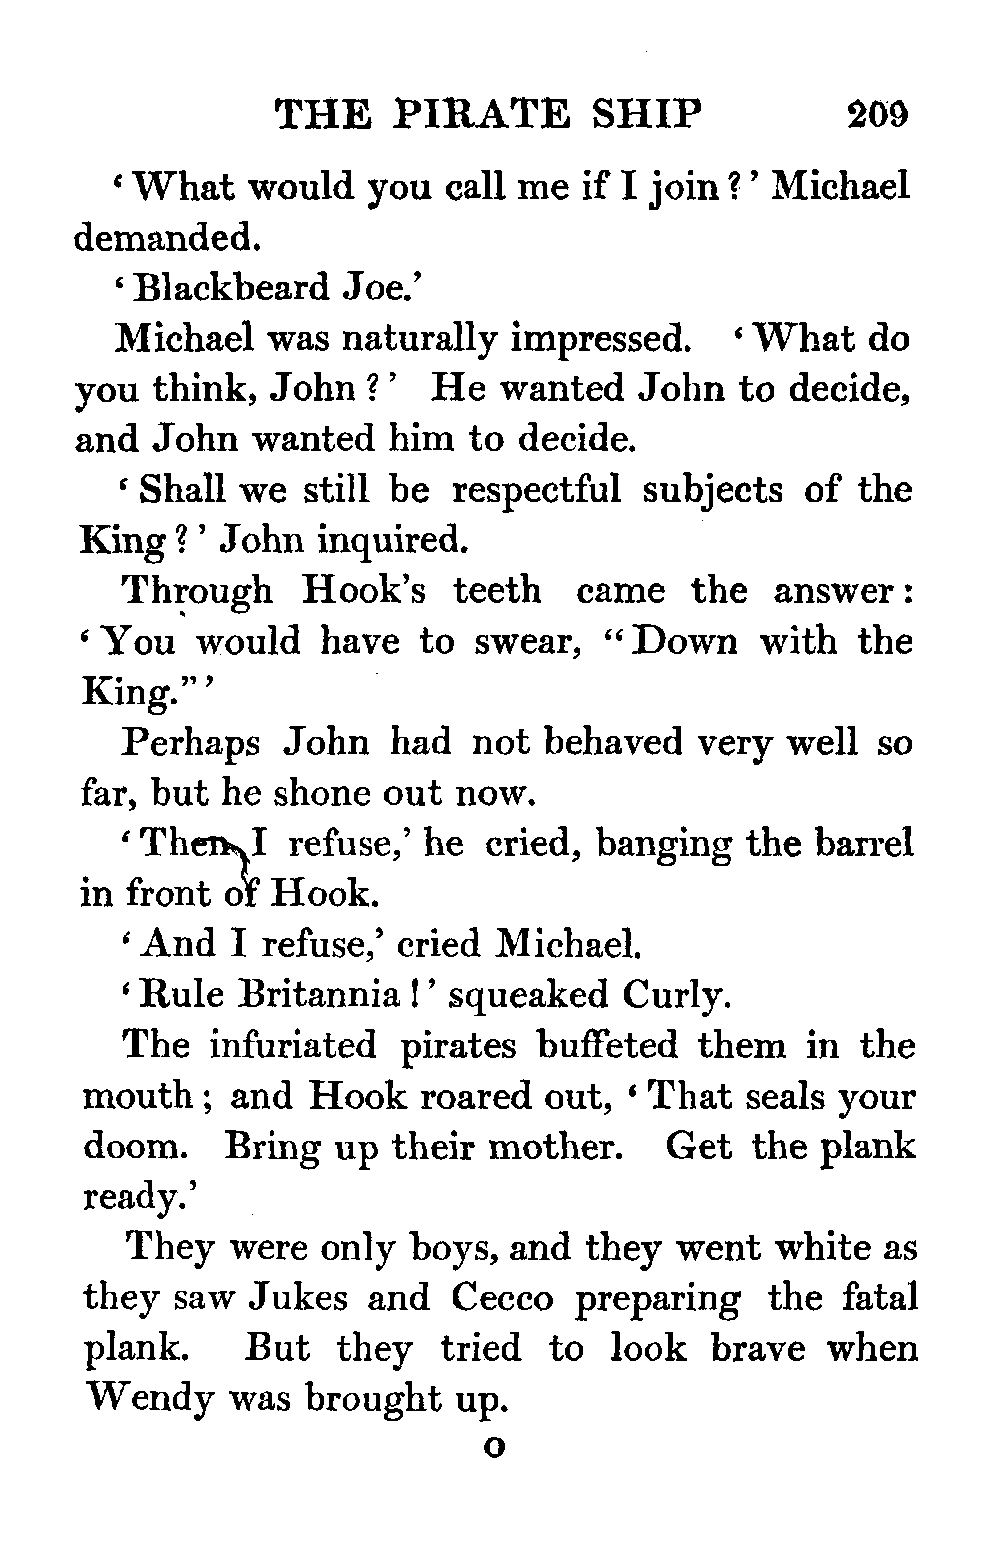 THE PIRATE SHIP 209
‘What would you call me if I join?’ Michael
demanded.
‘Blackbeard Joe.’
Michael was naturally impressed. ‘What do
you think, John?’ He wanted John to decide,
and John wanted him to decide.
‘Shall we still be respectful subjects of the
King?’ John inquired.
Through Hook’s teeth came the answer:
‘You would have to swear, “Down with the
King.”’
Perhaps John had not behaved very well so
far, but he shone out now.
‘Then I refuse,’ he cried, banging the barrel
in front of Hook.
‘And I refuse,’ cried Michael.
‘Rule Britannia!’ squeaked Curly.
The infuriated pirates buffeted them in the
mouth; and Hook roared out, ‘That seals your
doom. Bring up their mother. Get the plank
ready.’
They were only boys, and they went white as
they saw Jukes and Cecco preparing the fatal
plank. But they tried to look brave when
Wendy was brought up.
O